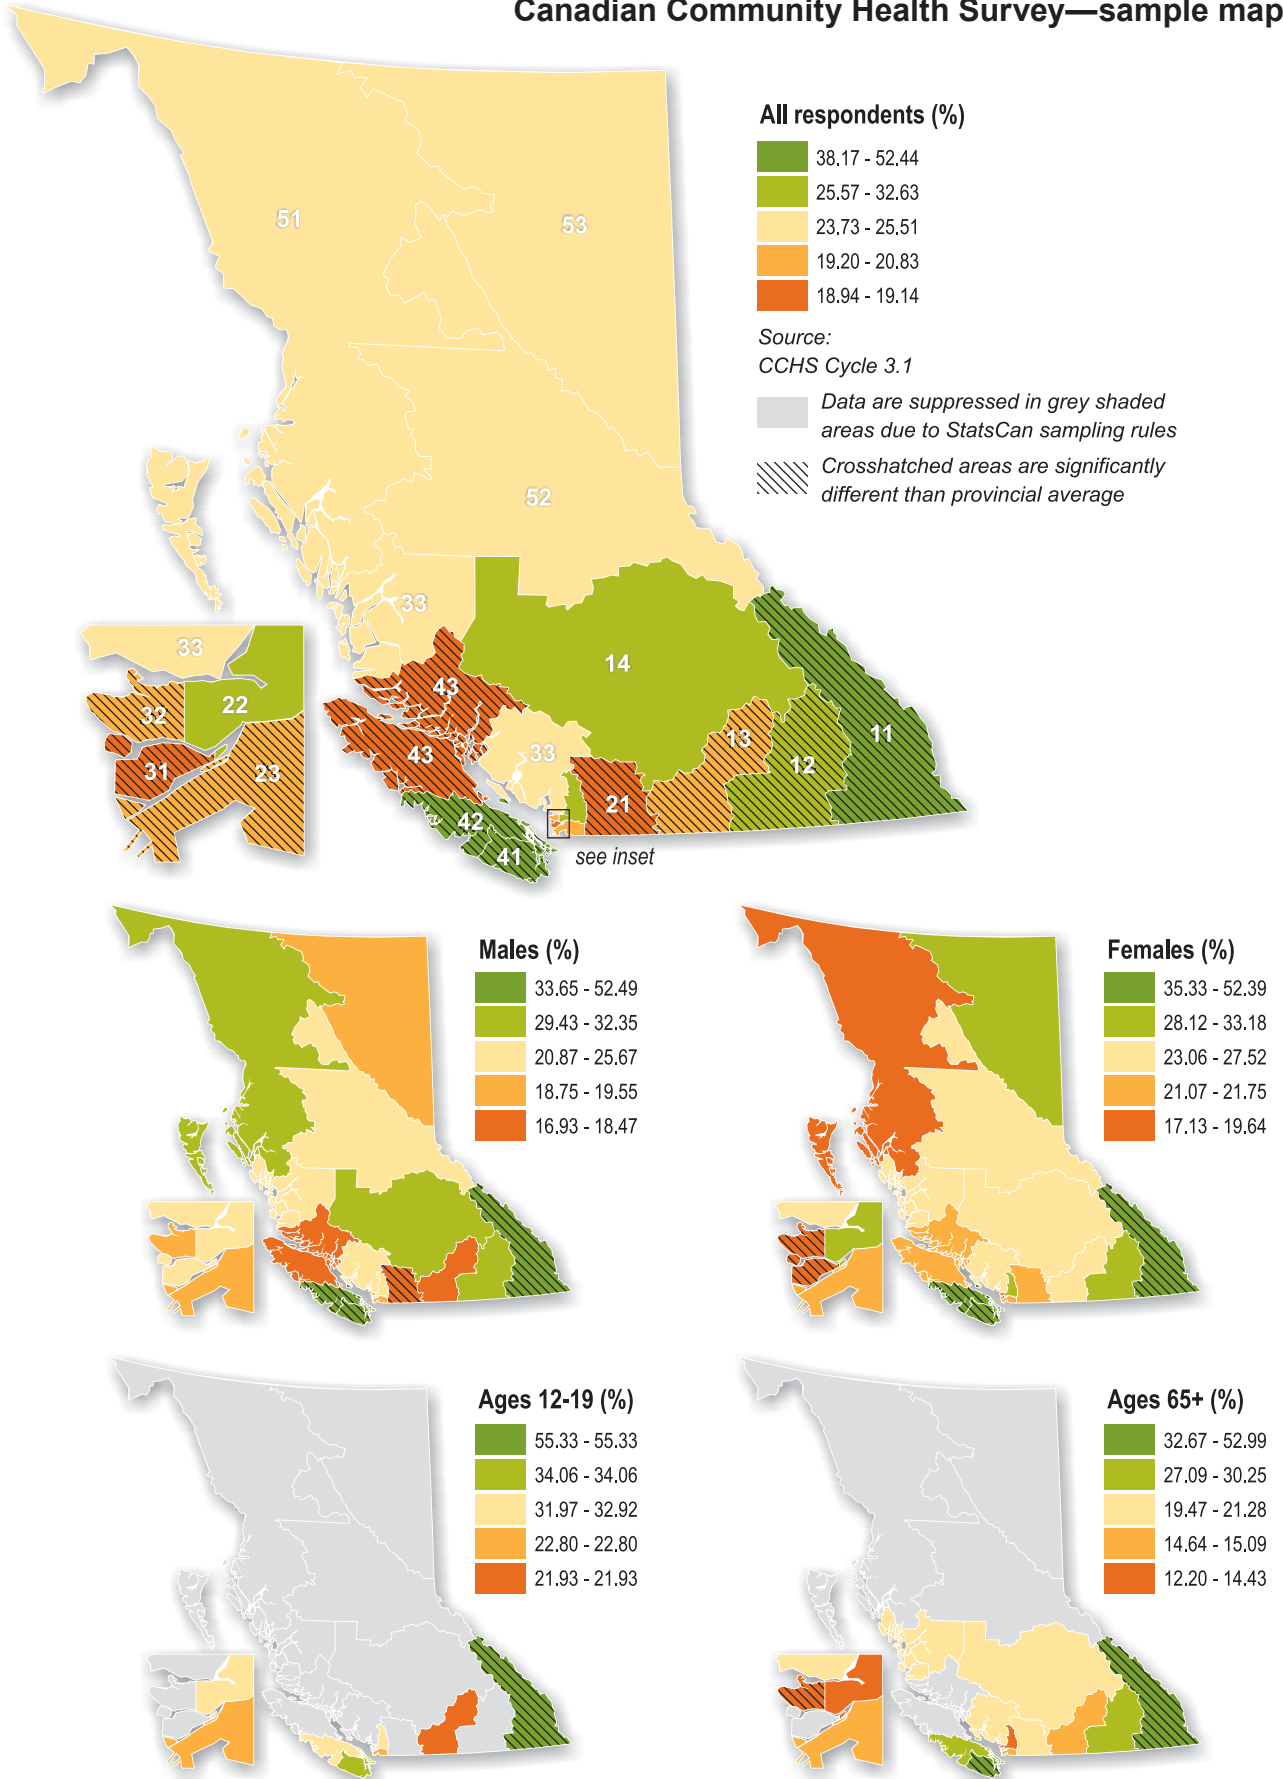 Canadian Community Health Survey—sample map
All respondents (%)
38.17 - 52.44
25.57 - 32.63
23.73 - 25.51
19.20 - 20.83
18.94 - 19.14
Source:
CCHS Cycle 3.1
Data are suppressed in grey shaded
areas due to StatsCan sampling rules
Crosshatched areas are significantly
different than provincial average
51
53
52
33
14
43
43
33
13
12
11
21
42
41
see inset
33
32
22
31
23
Males (%)
33.65 - 52.49
29.43 - 32.35
20.87 - 25.67
18.75 - 19.55
16.93 - 18.47
Females (%)
35.33 - 52.39
28.12 - 33.18
23.06 - 27.52
21.07 - 21.75
17.13 - 19.64
Ages 12-19 (%)
55.33 - 55.33
34.06 - 34.06
31.97 - 32.92
22.80 - 22.80
21.93 - 21.93
Ages 65+ (%)
32.67 - 52.99
27.09 - 30.25
19.47 - 21.28
14.64 - 15.09
12.20 - 14.43